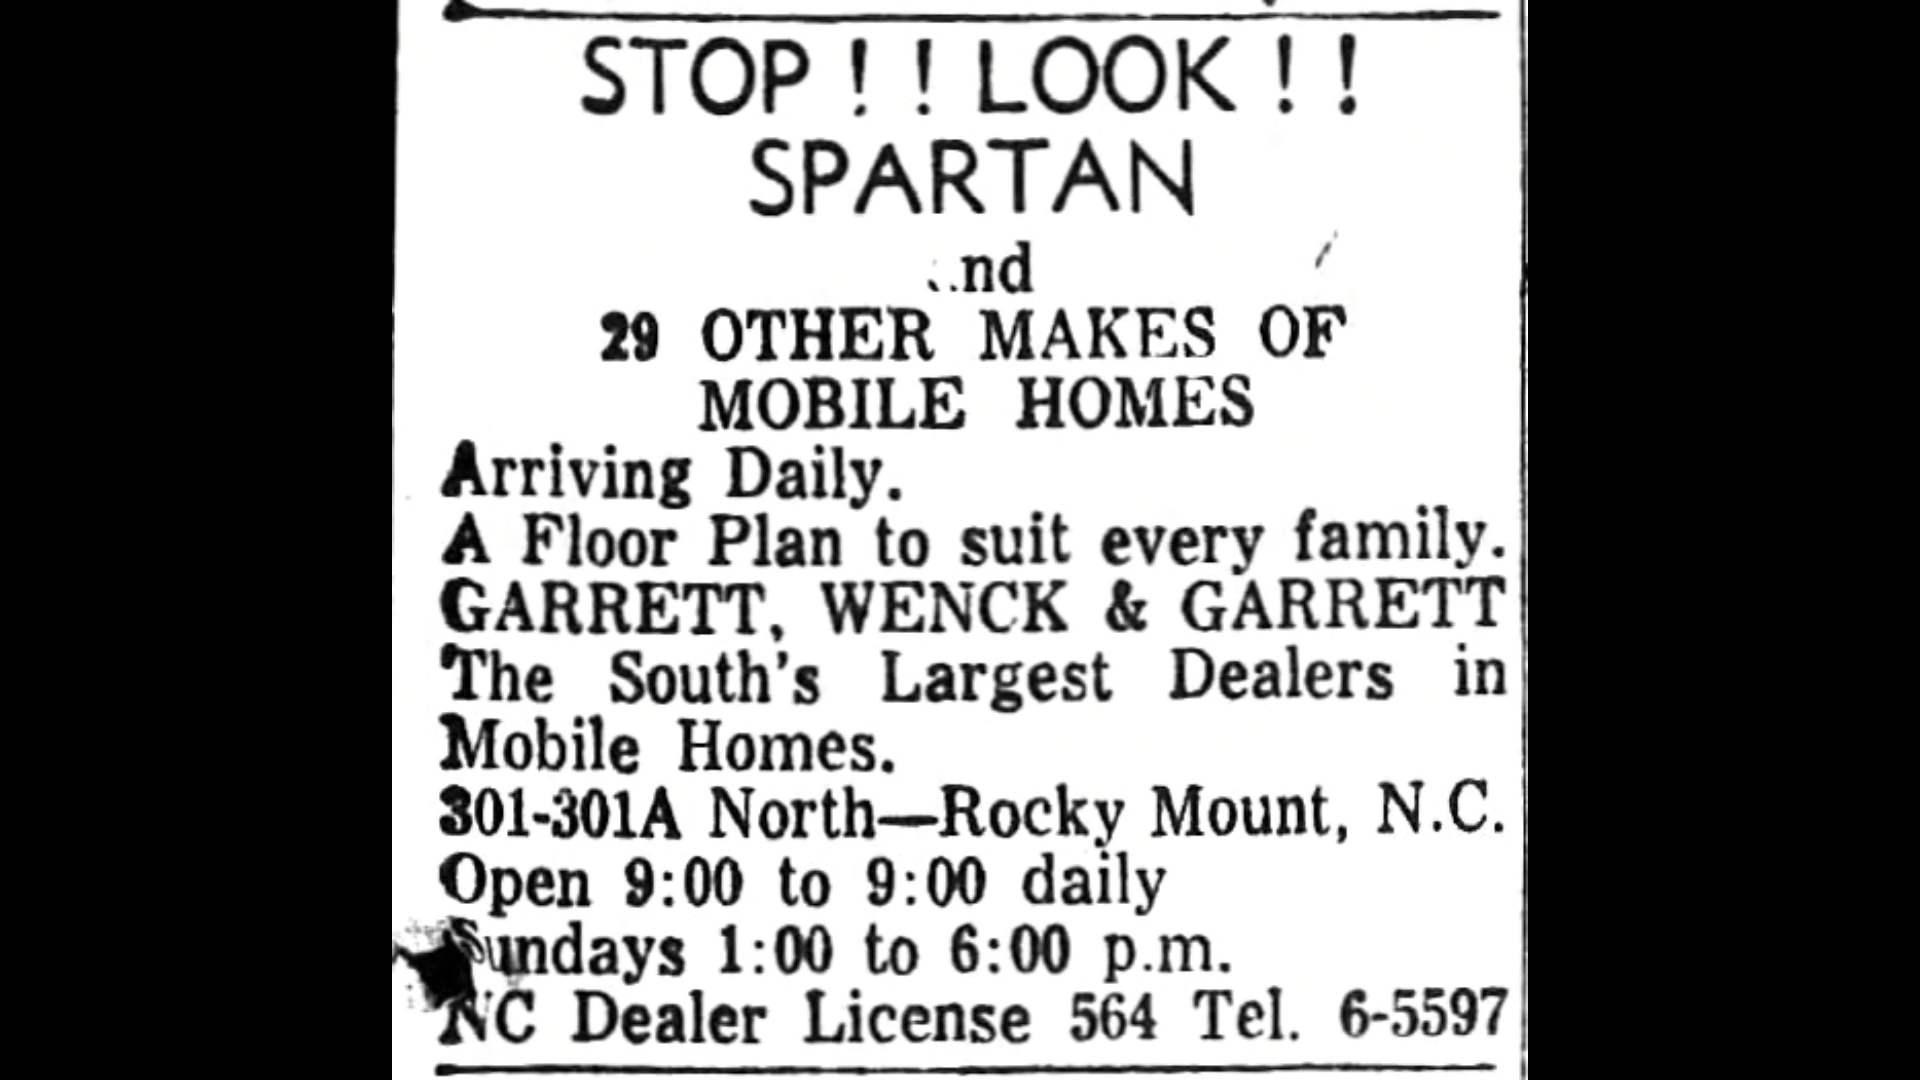 STOP ! ! LOOK ! !
SPARTAN
nd
29 OTHER MAKES OF
MOBILE HOMES
Arriving Daily.
A Floor Plan to suit every family.
GARRETT, WENCK & GARRETT
The South's Largest Dealers in
Mobile Homes.
301-301A North—Rocky Mount, N.C.
Open 9:00 to 9:00 daily
Sundays 1:00 to 6:00 p.m.
NC Dealer License 564 Tel. 6-5597